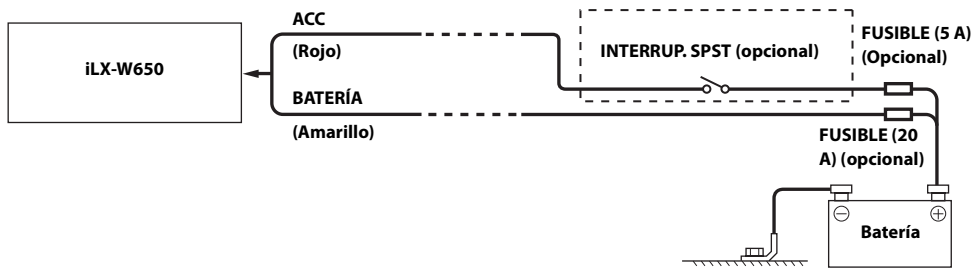 ACC
(Rojo)
iLX-W650
BATERÍA
(Amarillo)
INTERRUP. SPST (opcional)
FUSIBLE (5 A)
(Opcional)
FUSIBLE (20
A) (opcional)
Batería